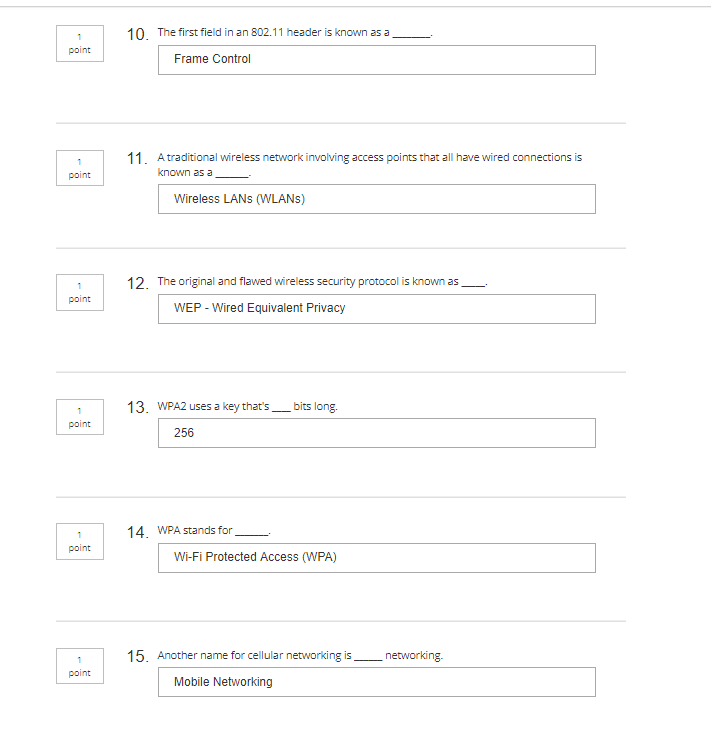 1
point
10. The first field in an 802.11 header is known as a _______.
Frame Control
1
point
11. A traditional wireless network involving access points that all have wired connections is
known as a ______.
Wireless LANs (WLANs)
1
point
12. The original and flawed wireless security protocol is known as ____.
WEP - Wired Equivalent Privacy
1
point
13. WPA2 uses a key that's ___ bits long.
256
1
point
14. WPA stands for ______.
Wi-Fi Protected Access (WPA)
1
point
15. Another name for cellular networking is _____ networking.
Mobile Networking